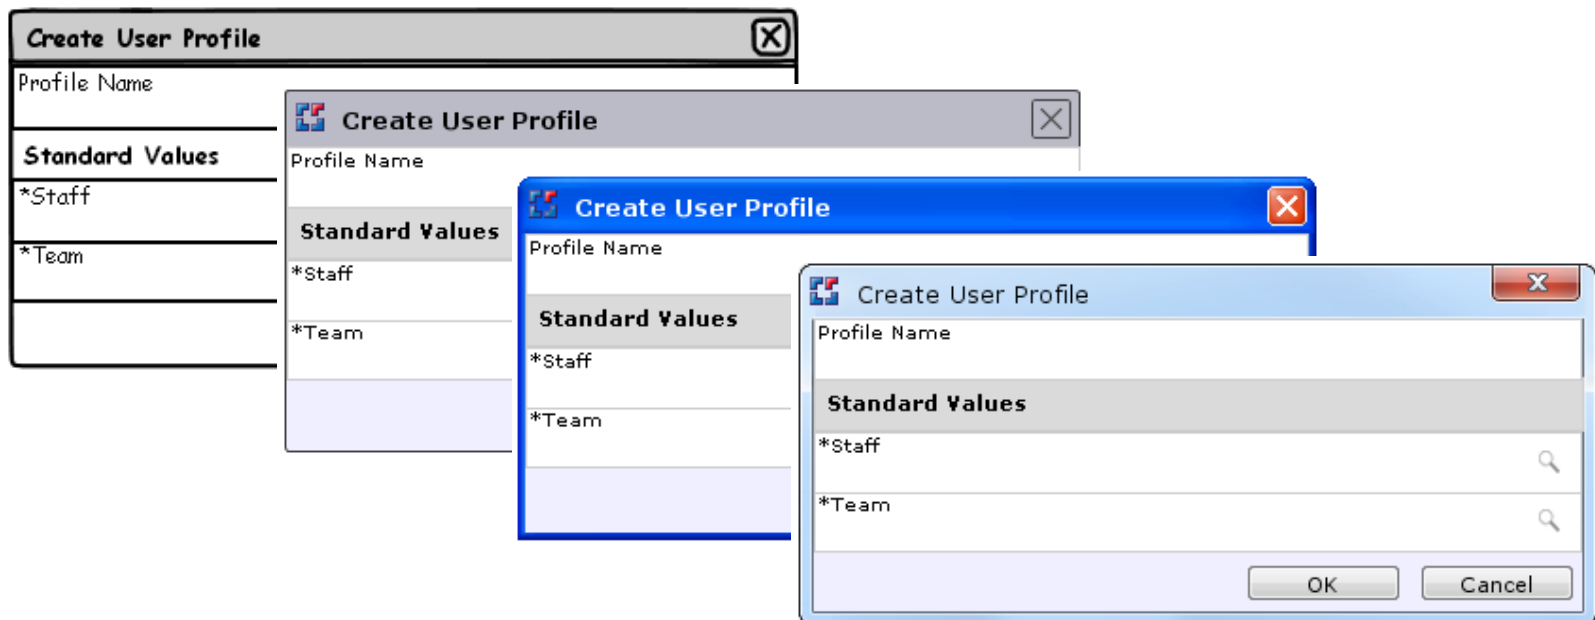 Create User Profile
Profile Name
Standard Values
*Staff
*Team
Create User Profile
Profile Name
Standard Values
*Staff
*Team
Create User Profile
Profile Name
Standard Values
*Staff
*Team
Create User Profile
Profile Name
Standard Values
*Staff
*Team
OK Cancel